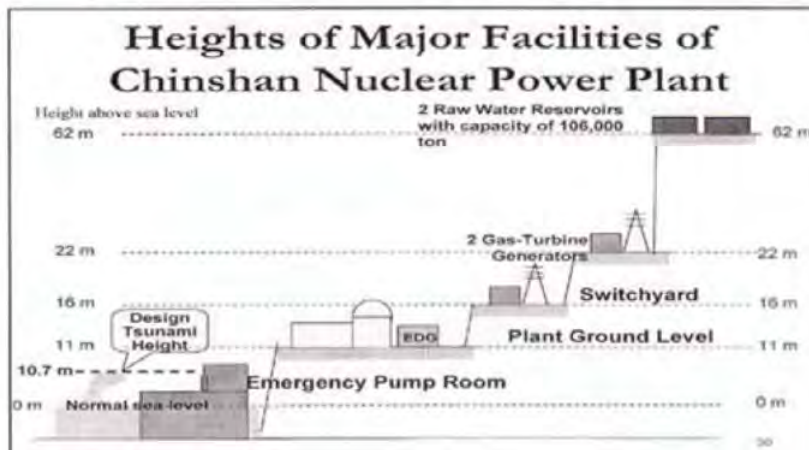 Heights of Major Facilities of
Chinshan Nuclear Power Plant
Height above sea level
2 Raw Water Reservoirs
with capacity of 106,000
ton
62 m
62 m
2 Gas-Turbine
Generators
22 m
22 m
Switchyard
16 m
16 m
Design
Tsunami
Height
EDG
Plant Ground Level
11 m
11 m
10.7 m
Emergency Pump Room
0 m
Normal sea level
0 m